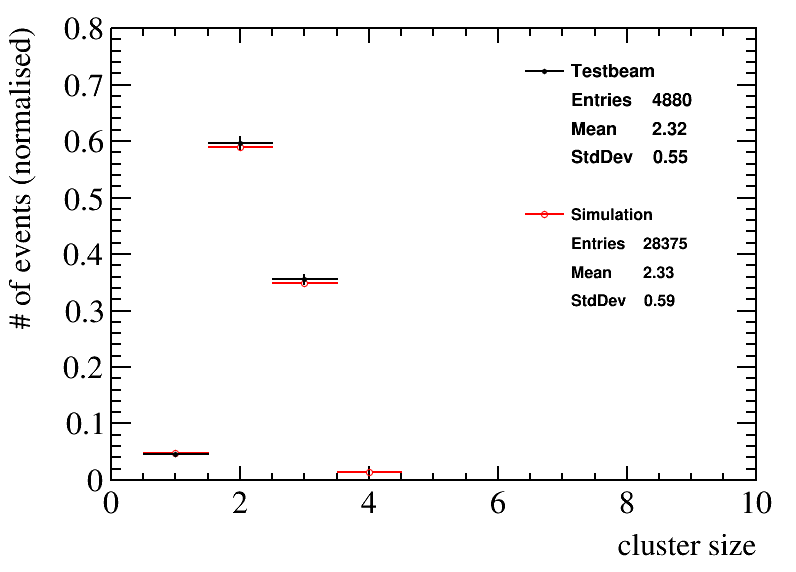 # of events (normalised)
0.8
0.7
0.6
0.5
0.4
0.3
0.2
0.1
0
Testbeam
Entries 4880
Mean 2.32
StdDev 0.55
Simulation
Entries 28375
Mean 2.33
StdDev 0.59
0 2 4 6 8 10
cluster size